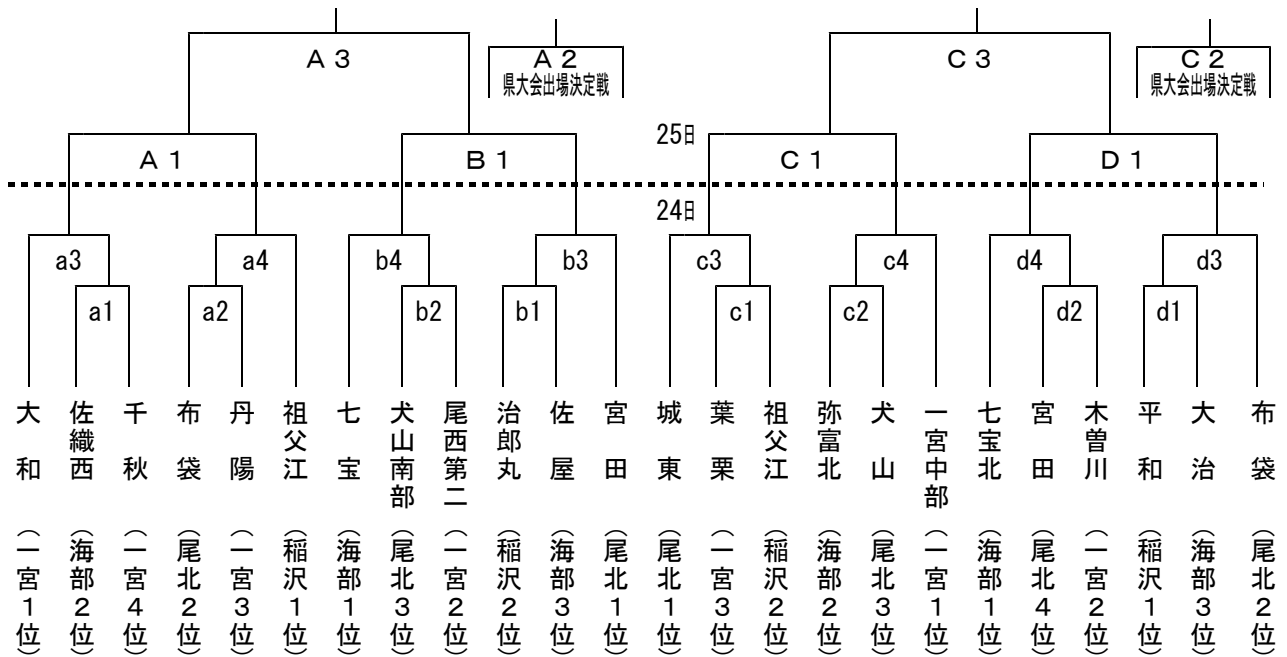 A3
A2
県大会出場決定戦
C3
C2
県大会出場決定戦
25日
A1
B1
C1
D1
24日
a3
a4
b4
b3
c3
c4
d4
d3
a1
a2
b2
b1
c1
c2
d2
d1
大和（一宮１位）
佐織西（海部２位）
千秋（一宮４位）
布袋（尾北２位）
丹陽（一宮３位）
祖父江（稲沢１位）
七宝（海部１位）
犬山南部（尾北３位）
尾西第二（一宮２位）
治郎丸（稲沢２位）
佐屋（海部３位）
宮田（尾北１位）
城東（尾北１位）
葉栗（一宮３位）
祖父江（稲沢２位）
弥富北（海部２位）
犬山（尾北３位）
一宮中部（一宮１位）
七宝北（海部１位）
宮田（尾北４位）
木曽川（一宮２位）
平和（稲沢１位）
大治（海部３位）
布袋（尾北２位）